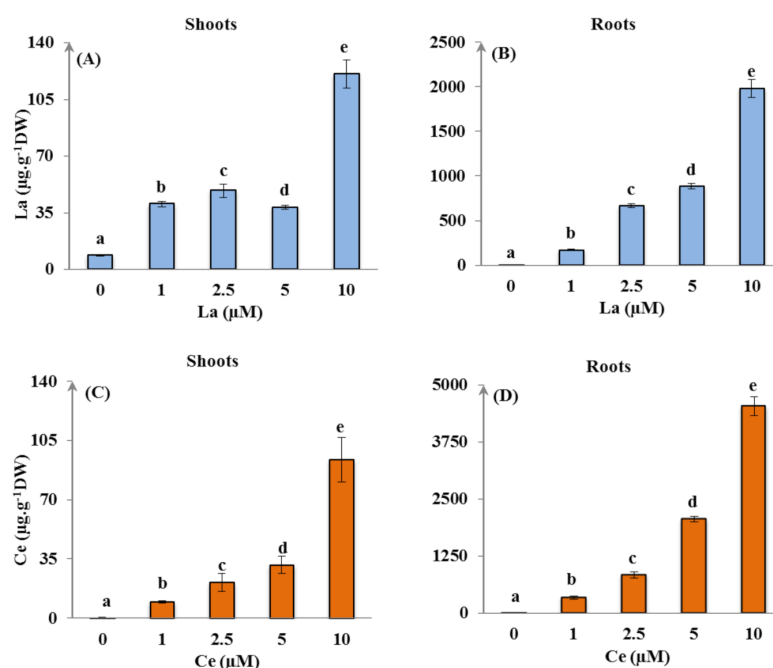 Shoots
(A)
La (µg.g⁻¹DW)
140
105
70
35
0
a
b
c
d
e
0 1 2.5 5 10
La (µM)
Roots
(B)
2500
2000
1500
1000
500
0
a
b
c
d
e
0 1 2.5 5 10
La (µM)
Shoots
(C)
Ce (µg.g⁻¹DW)
140
105
70
35
0
a
b
c
d
e
0 1 2.5 5 10
Ce (µM)
Roots
(D)
5000
3750
2500
1250
0
a
b
c
d
e
0 1 2.5 5 10
Ce (µM)